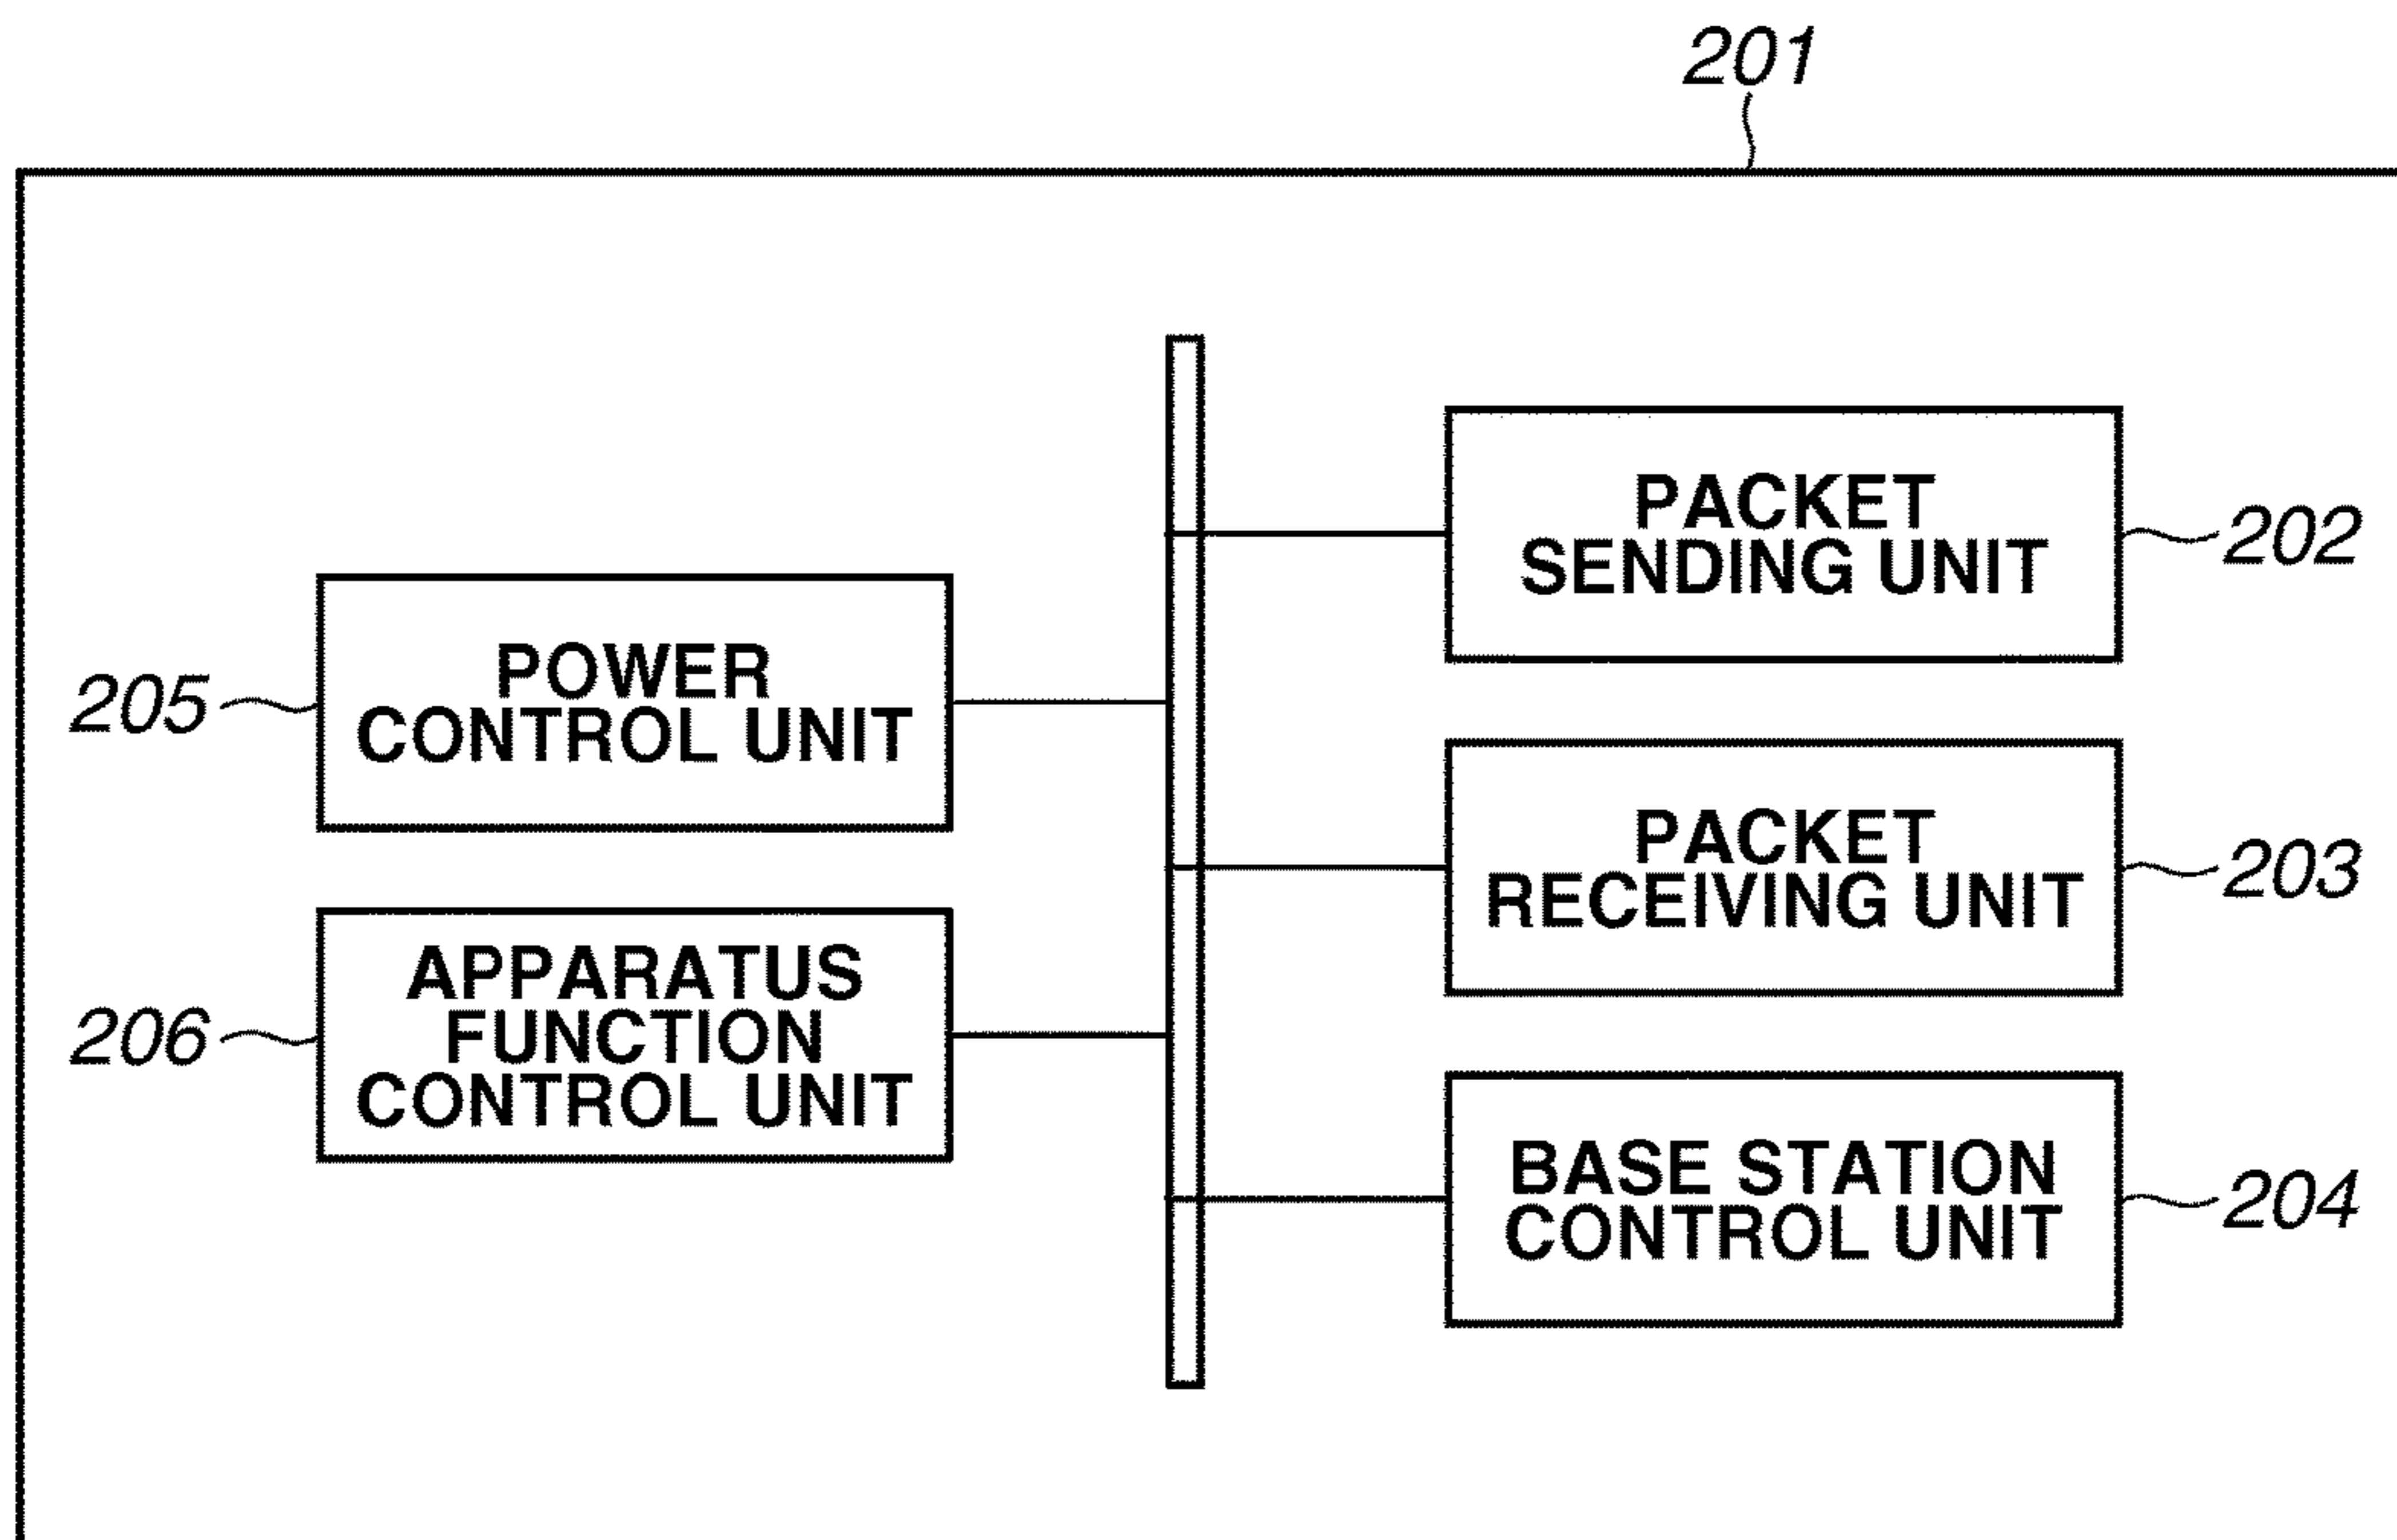 201
PACKET
SENDING UNIT
202
POWER
CONTROL UNIT
205
PACKET
RECEIVING UNIT
203
APPARATUS
FUNCTION
CONTROL UNIT
206
BASE STATION
CONTROL UNIT
204